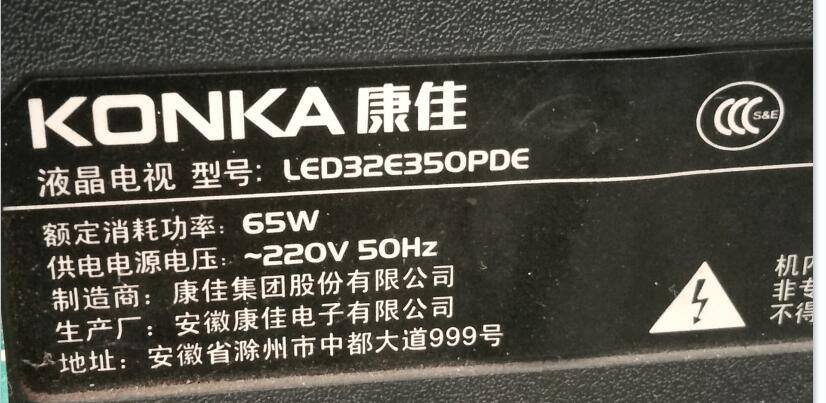 KONKA 康佳
CCC S&E
液晶电视 型号: LED32E350PDE
额定消耗功率: 65W
供电电源电压: ~220V 50Hz
制造商: 康佳集团股份有限公司
生产厂: 安徽康佳电子有限公司
地址: 安徽省滁州市中都大道999号
机内
非专
不得